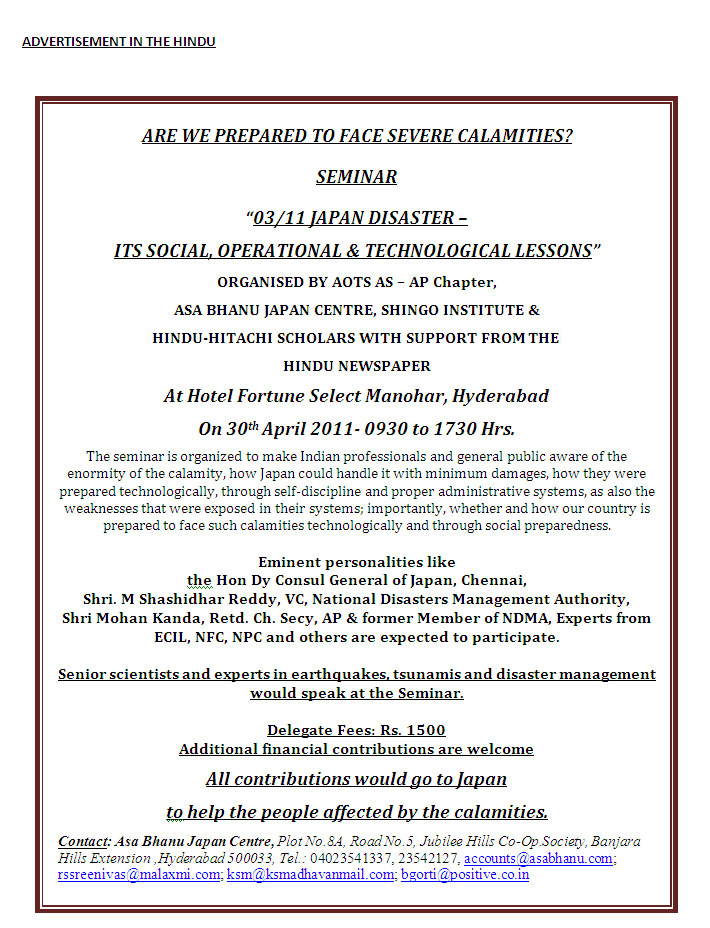 ADVERTISEMENT IN THE HINDU
ARE WE PREPARED TO FACE SEVERE CALAMITIES?
SEMINAR
“03/11 JAPAN DISASTER –
ITS SOCIAL, OPERATIONAL & TECHNOLOGICAL LESSONS”
ORGANISED BY AOTS AS – AP Chapter,
ASA BHANU JAPAN CENTRE, SHINGO INSTITUTE &
HINDU-HITACHI SCHOLARS WITH SUPPORT FROM THE
HINDU NEWSPAPER
At Hotel Fortune Select Manohar, Hyderabad
On 30th April 2011- 0930 to 1730 Hrs.
The seminar is organized to make Indian professionals and general public aware of the
enormity of the calamity, how Japan could handle it with minimum damages, how they were
prepared technologically, through self-discipline and proper administrative systems, as also the
weaknesses that were exposed in their systems; importantly, whether and how our country is
prepared to face such calamities technologically and through social preparedness.
Eminent personalities like
the Hon Dy Consul General of Japan, Chennai,
Shri. M Shashidhar Reddy, VC, National Disasters Management Authority,
Shri Mohan Kanda, Retd. Ch. Secy, AP & former Member of NDMA, Experts from
ECIL, NFC, NPC and others are expected to participate.
Senior scientists and experts in earthquakes, tsunamis and disaster management
would speak at the Seminar.
Delegate Fees: Rs. 1500
Additional financial contributions are welcome
All contributions would go to Japan
to help the people affected by the calamities.
Contact: Asa Bhanu Japan Centre, Plot No.8A, Road No.5, Jubilee Hills Co-Op.Society, Banjara
Hills Extension ,Hyderabad 500033, Tel.: 04023541337, 23542127, accounts@asabhanu.com;
rssreenivas@malaxmi.com; ksm@ksmadhavanmail.com; bgorti@positive.co.in